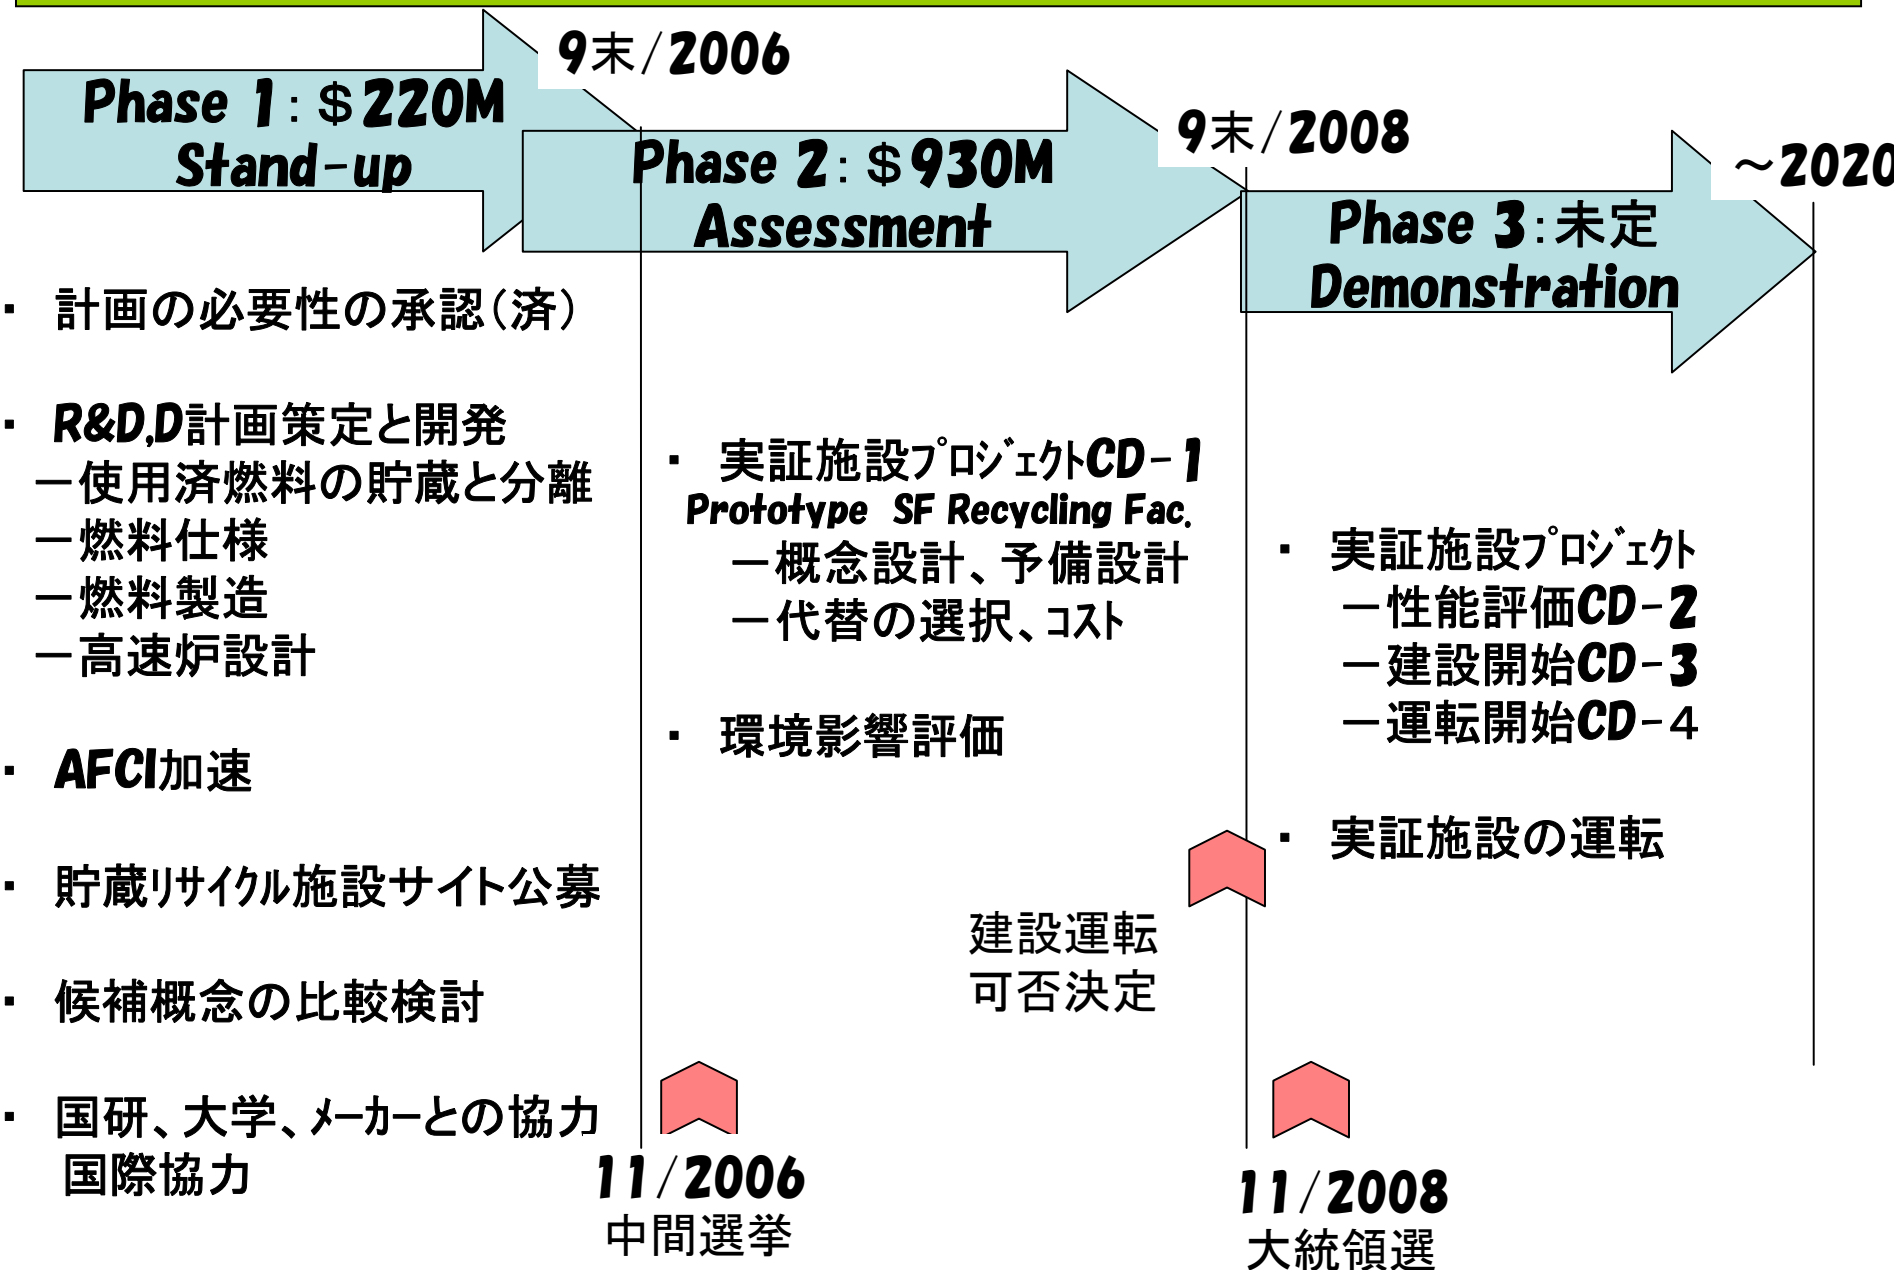 9末/2006
Phase 1：＄220M
Stand-up
9末/2008
Phase 2：＄930M
Assessment
～2020
Phase 3：未定
Demonstration
・ 計画の必要性の承認（済）
・ R&D,D計画策定と開発
－使用済燃料の貯蔵と分離
－燃料仕様
－燃料製造
－高速炉設計
・ AFCI加速
・ 貯蔵ﾘｻｲｸﾙ施設サイト公募
・ 候補概念の比較検討
・ 国研、大学、ﾒｰｶｰとの協力
国際協力
・ 実証施設ﾌﾟﾛｼﾞｪｸﾄCD-1
Prototype SF Recycling Fac.
－概念設計、予備設計
－代替の選択、ｺｽﾄ
・ 環境影響評価
・ 実証施設ﾌﾟﾛｼﾞｪｸﾄ
－性能評価CD-2
－建設開始CD-3
－運転開始CD-４
・ 実証施設の運転
建設運転
可否決定
11/2006
中間選挙
11/2008
大統領選